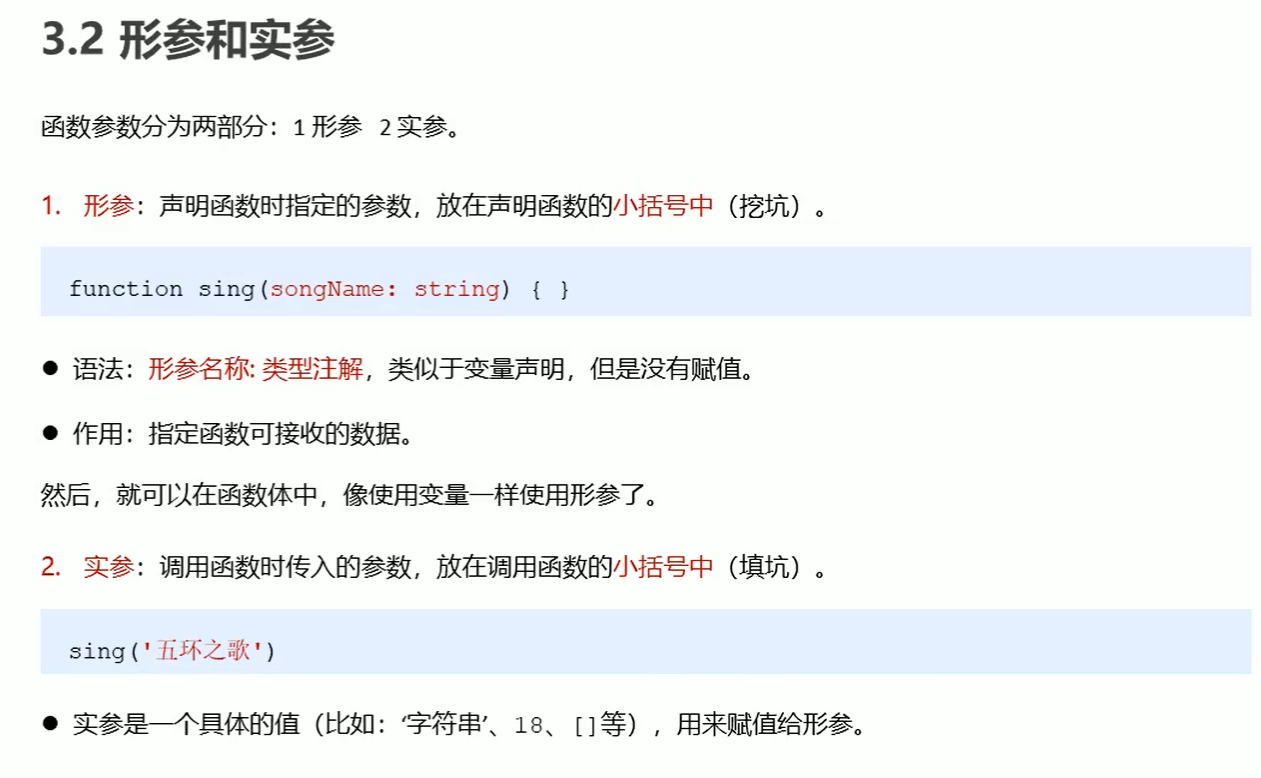 3.2 形参和实参
函数参数分为两部分：1 形参 2 实参。
1. 形参：声明函数时指定的参数，放在声明函数的小括号中（挖坑）。
function sing(songName: string) { }
● 语法：形参名称: 类型注解，类似于变量声明，但是没有赋值。
● 作用：指定函数可接收的数据。
然后，就可以在函数体中，像使用变量一样使用形参了。
2. 实参：调用函数时传入的参数，放在调用函数的小括号中（填坑）。
sing('五环之歌')
● 实参是一个具体的值（比如：‘字符串’、18、[]等），用来赋值给形参。